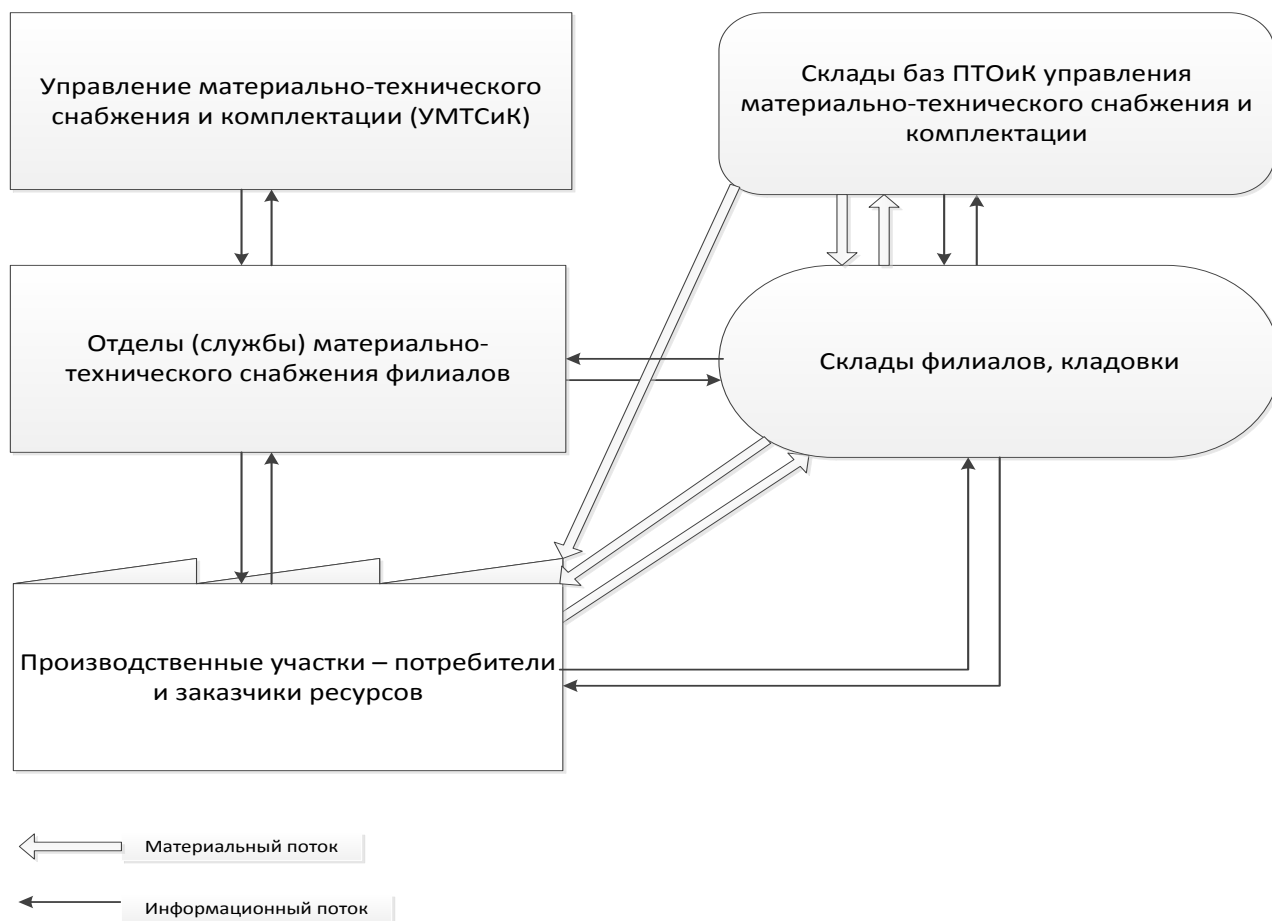 Управление материально-технического
снабжения и комплектации (УМТСиК)
Склады баз ПТОиК управления
материально-технического снабжения и
комплектации
Отделы (службы) материально-
технического снабжения филиалов
Склады филиалов, кладовки
Производственные участки – потребители
и заказчики ресурсов
Материальный поток
Информационный поток